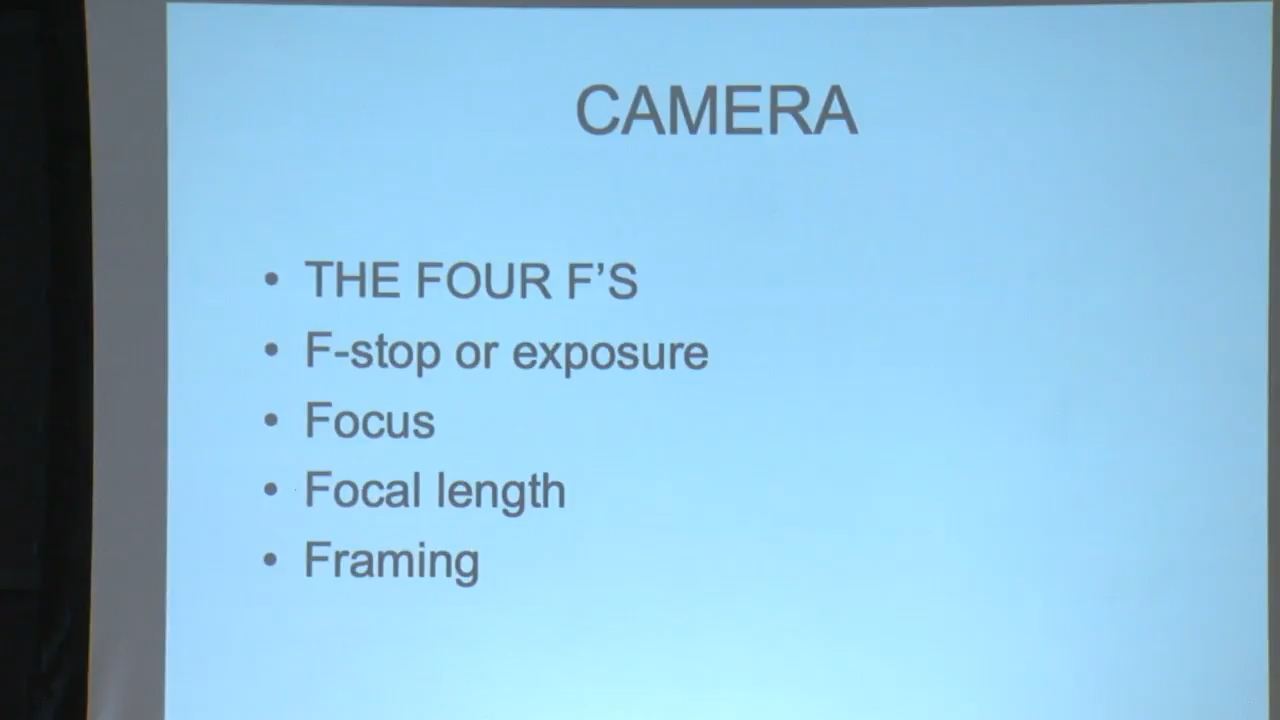 CAMERA
• THE FOUR F’S
• F-stop or exposure
• Focus
• Focal length
• Framing